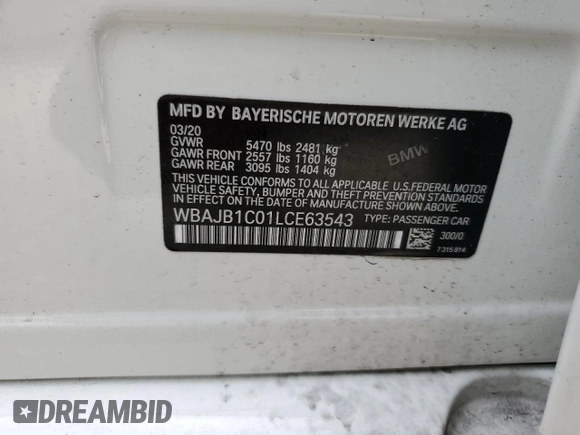 MFD BY BAYERISCHE MOTOREN WERKE AG
03/20
GVWR 5470 lbs 2481 kg
GAWR FRONT 2557 lbs 1160 kg
GAWR REAR 3095 lbs 1404 kg
BMW
THIS VEHICLE CONFORMS TO ALL APPLICABLE U.S.FEDERAL MOTOR
VEHICLE SAFETY, BUMPER AND THEFT PREVENTION STANDARDS
IN EFFECT ON THE DATE OF MANUFACTURE SHOWN ABOVE.
WBAJB1C01LCE63543 TYPE: PASSENGER CAR
300/0
7 315 814
DREAMBID